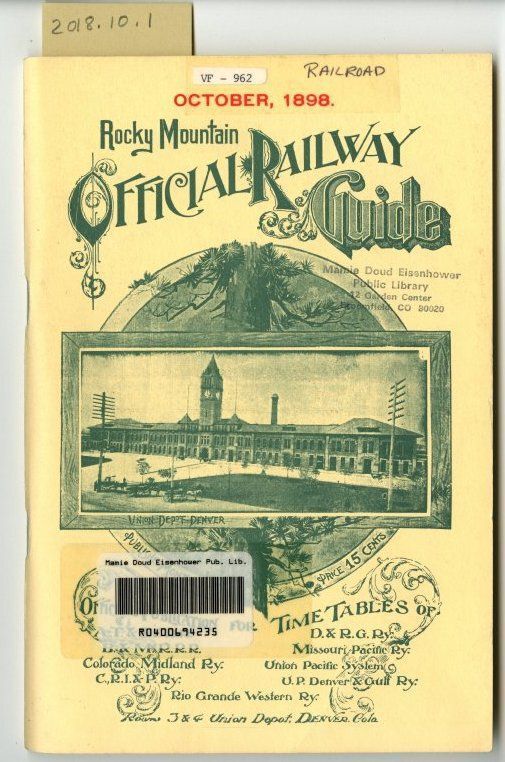 2018.10.1
VF - 962
RAILROAD
OCTOBER, 1898.
Rocky Mountain
OFFICIAL RAILWAY
Guide
Mamie Doud Eisenhower
Public Library
12 Garden Center
Broomfield, CO 80020
UNION DEPOT, DENVER
PRICE 15 CENTS
Mamie Doud Eisenhower Pub. Lib.
R0400694235
FOR
TIME TABLES OF
D. & R. G. Ry.
B. & M. R. R. R.
Missouri Pacific Ry.
Colorado Midland Ry.
Union Pacific System
C., R. I. & P. Ry.
U. P. Denver & Gulf Ry.
Rio Grande Western Ry.
Rooms 3 & 4 Union Depot, DENVER, Colo.